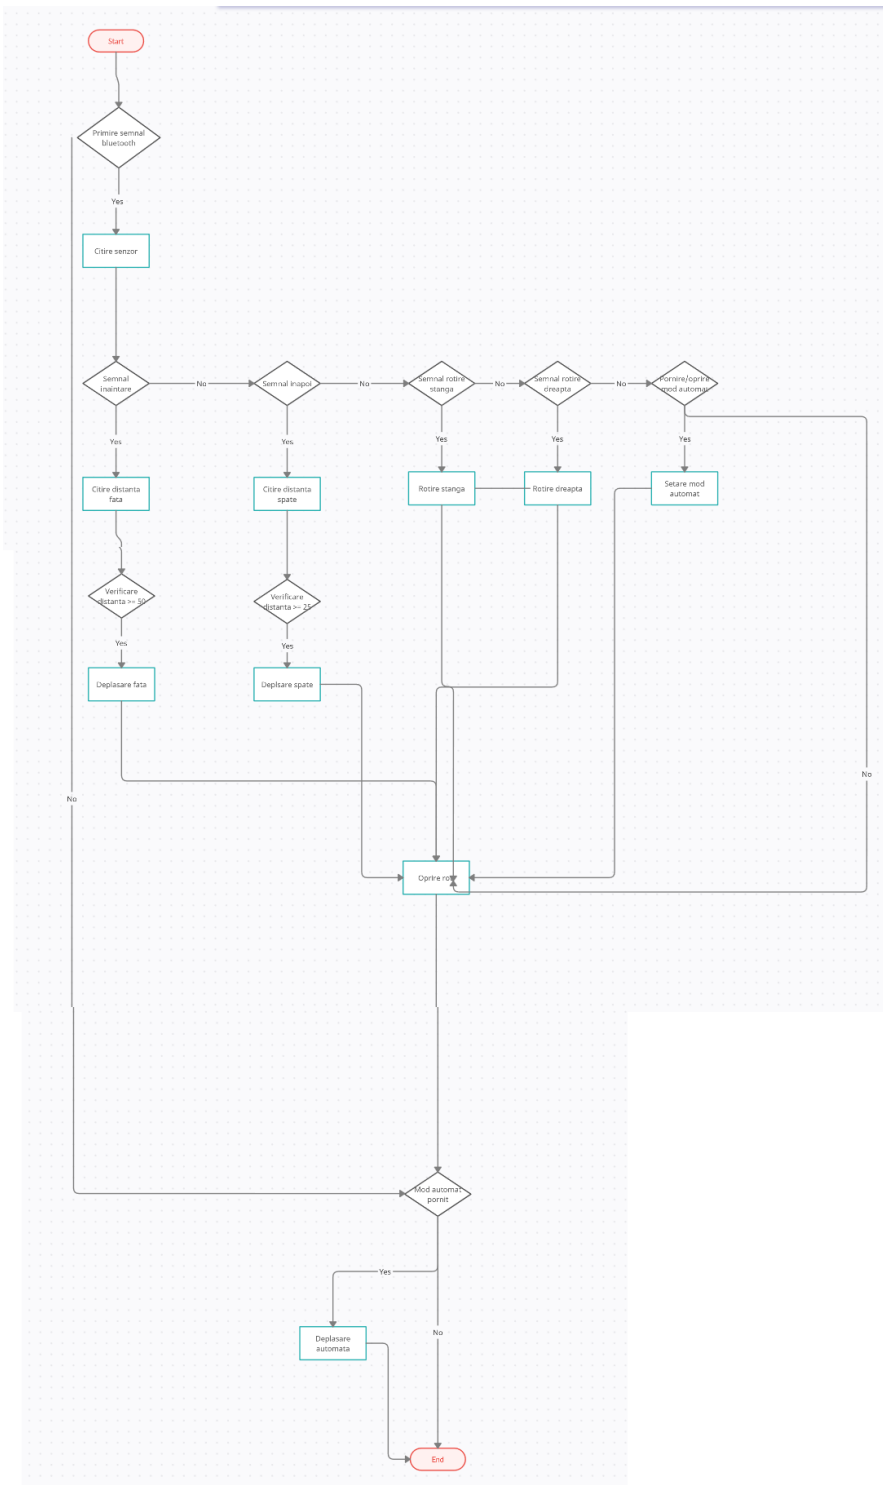 Start
Primire semnal
bluetooth
Yes
Citire senzor
Semnal
inaintare
No
Semnal inapoi
No
Semnal rotire
stanga
No
Semnal rotire
dreapta
No
Pornire/oprire
mod automat
Yes
Yes
Yes
Yes
Yes
Citire distanta
fata
Citire distanta
spate
Rotire stanga
Rotire dreapta
Setare mod
automat
Verificare
distanta >= 50
Verificare
distanta >= 25
Yes
Yes
Deplasare fata
Deplsare spate
No
No
Oprire
Mod automat
pornit
Yes
No
Deplasare
automata
End